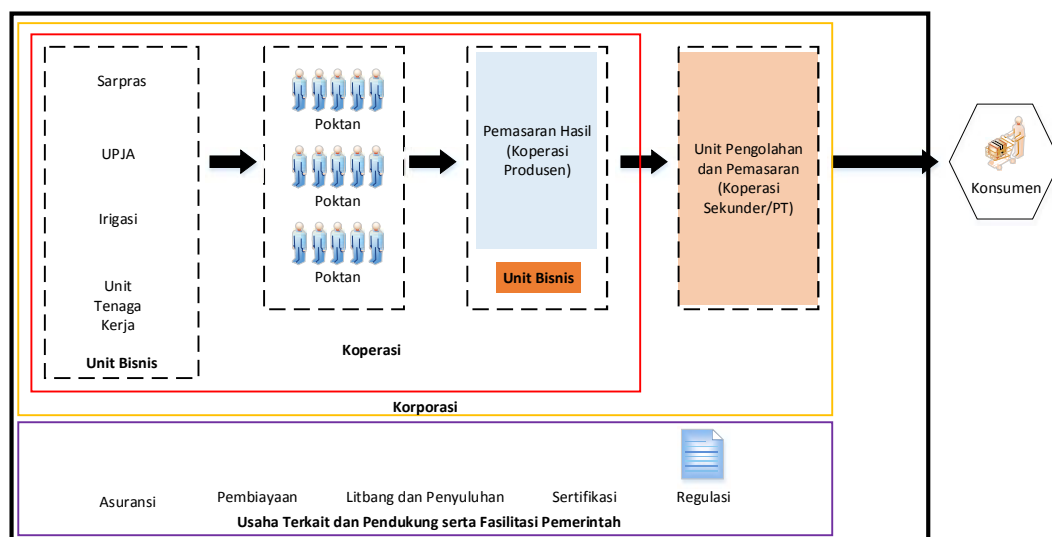 Sarpras
UPJA
Irigasi
Unit
Tenaga
Kerja
Unit Bisnis
Poktan
Poktan
Poktan
Koperasi
Pemasaran Hasil
(Koperasi
Produsen)
Unit Bisnis
Unit Pengolahan
dan Pemasaran
(Koperasi
Sekunder/PT)
Konsumen
Korporasi
Asuransi
Pembiayaan
Litbang dan Penyuluhan
Sertifikasi
Regulasi
Usaha Terkait dan Pendukung serta Fasilitasi Pemerintah